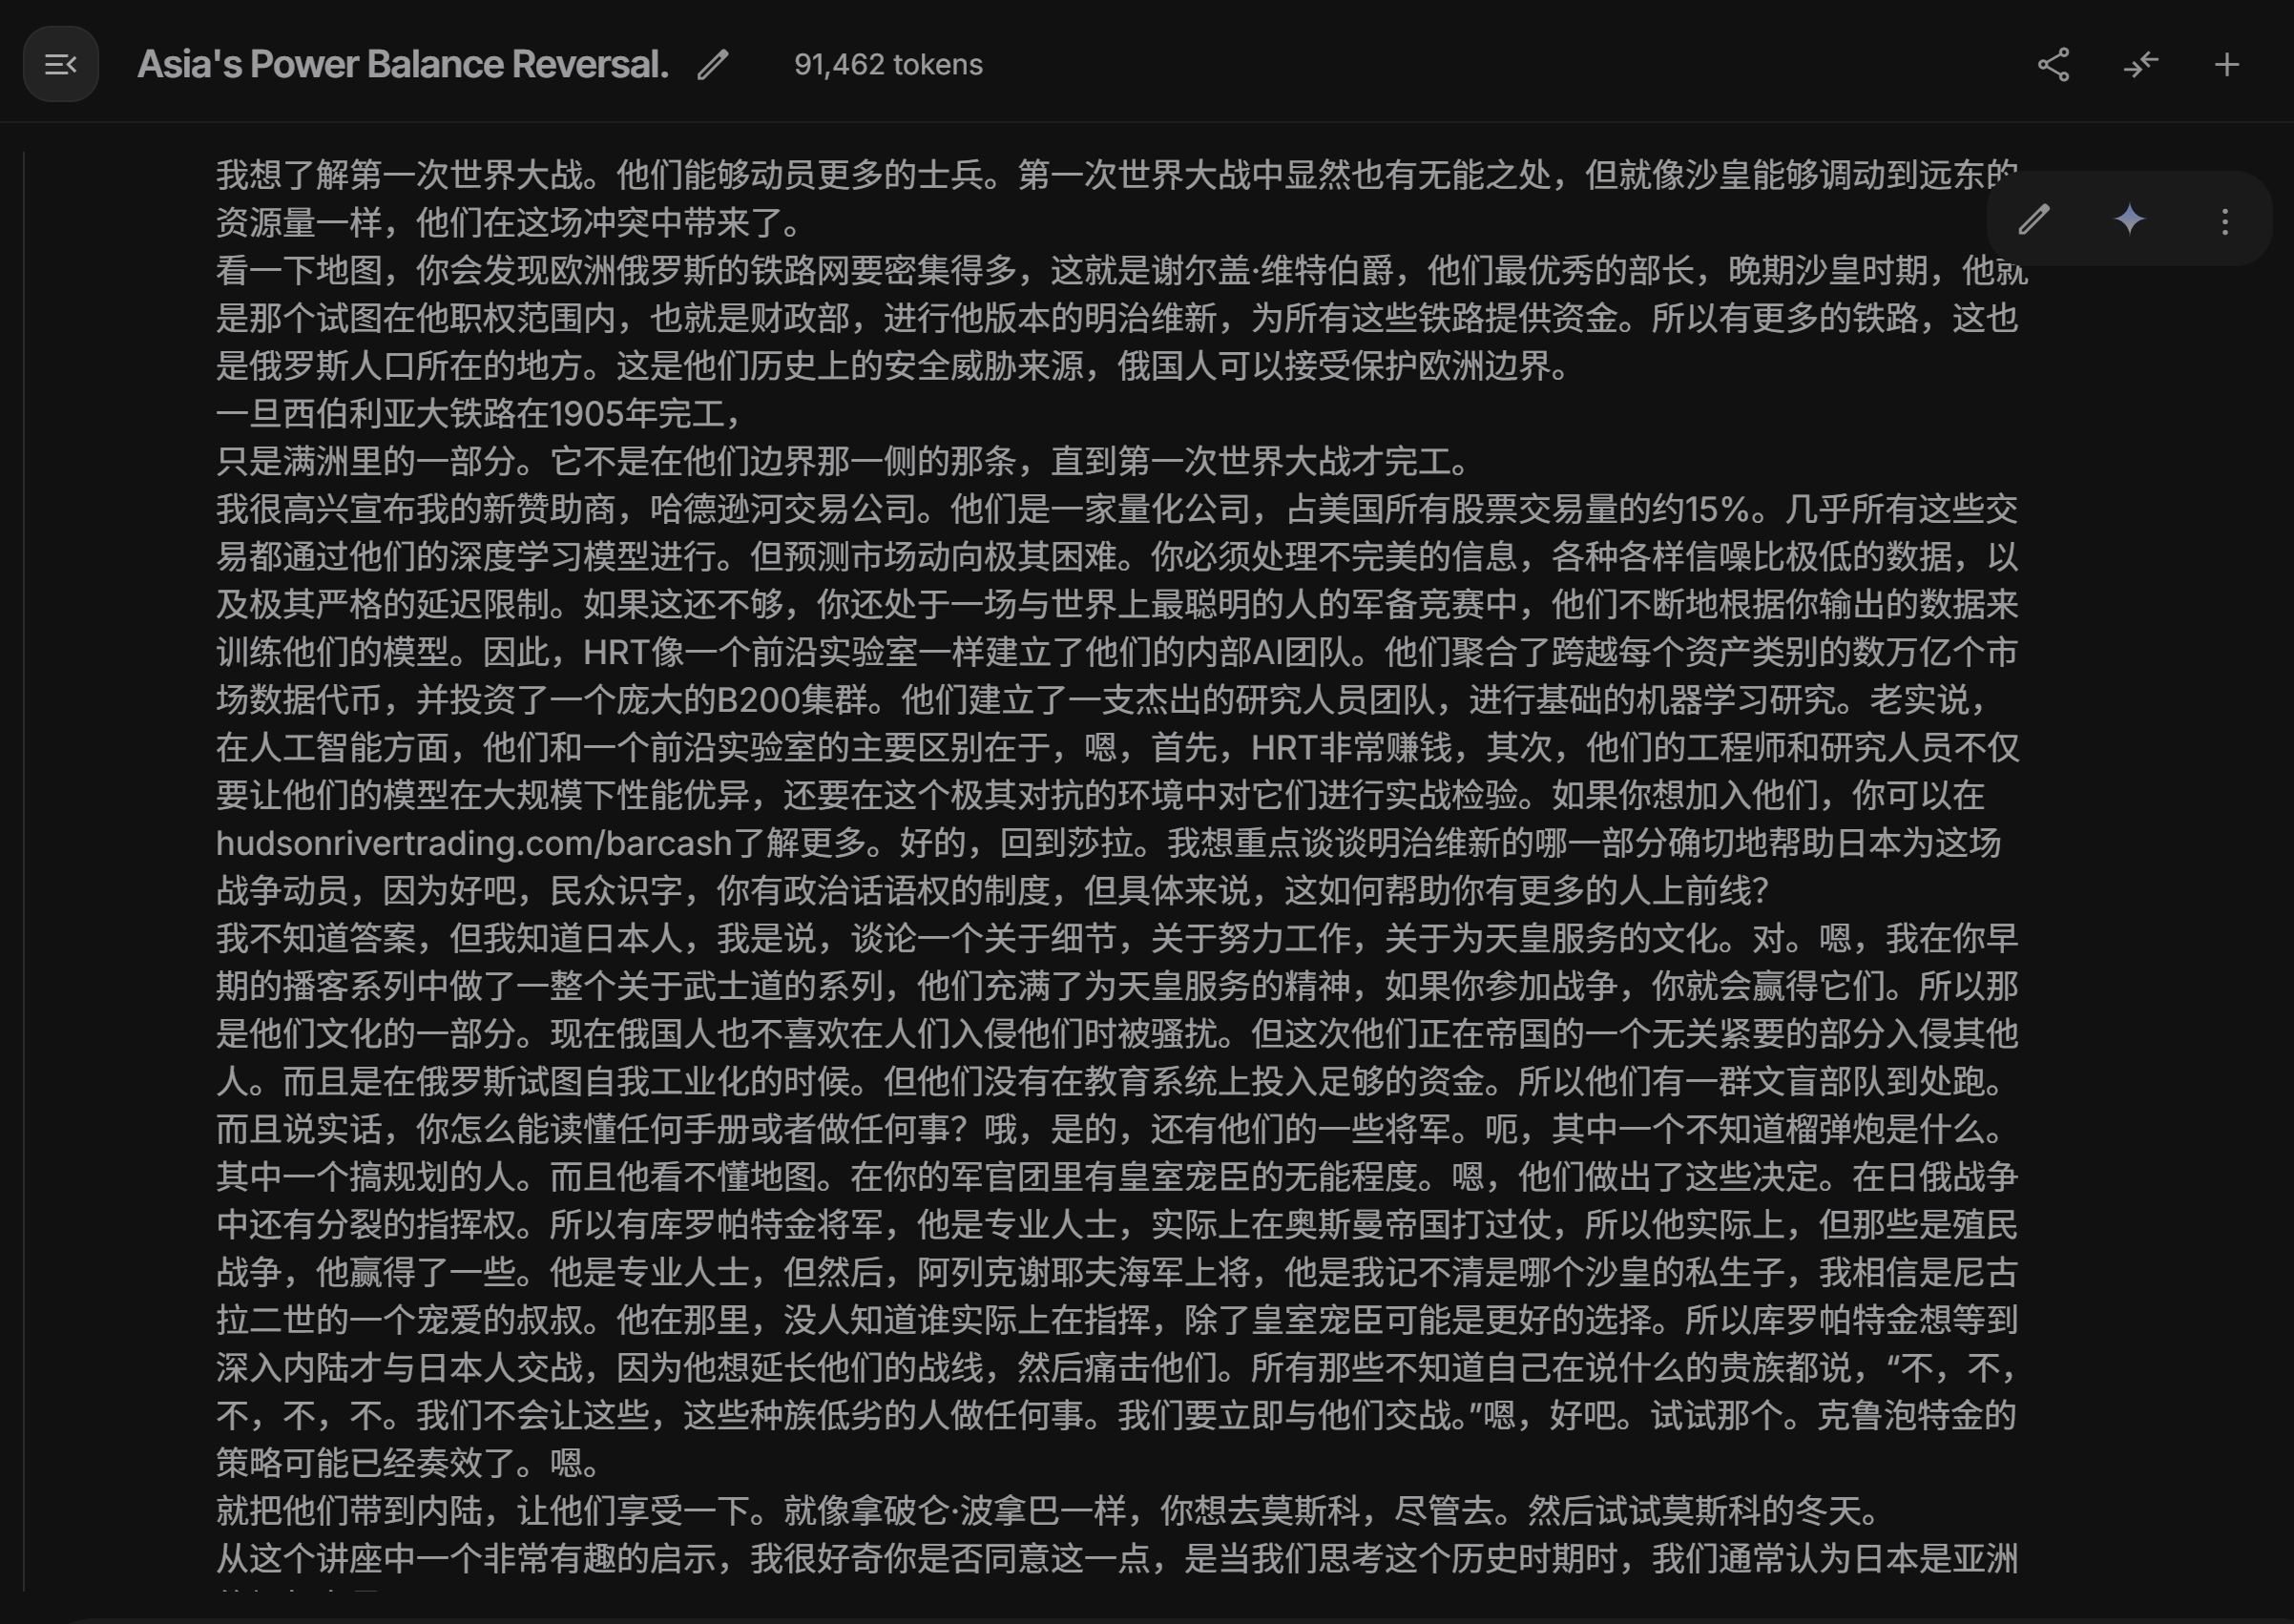 Asia's Power Balance Reversal.
91,462 tokens
我想了解第一次世界大战。他们能够动员更多的士兵。第一次世界大战中显然也有无能之处，但就像沙皇能够调动到远东的
资源量一样，他们在这场冲突中带来了。
看一下地图，你会发现欧洲俄罗斯的铁路网要密集得多，这就是谢尔盖·维特伯爵，他们最优秀的部长，晚期沙皇时期，他就
是那个试图在他职权范围内，也就是财政部，进行他版本的明治维新，为所有这些铁路提供资金。所以有更多的铁路，这也
是俄罗斯人口所在的地方。这是他们历史上的安全威胁来源，俄国人可以接受保护欧洲边界。
一旦西伯利亚大铁路在1905年完工，
只是满洲里的一部分。它不是在他们边界那一侧的那条，直到第一次世界大战才完工。
我很高兴宣布我的新赞助商，哈德逊河交易公司。他们是一家量化公司，占美国所有股票交易量的约15%。几乎所有这些交
易都通过他们的深度学习模型进行。但预测市场动向极其困难。你必须处理不完美的信息，各种各样信噪比极低的数据，以
及极其严格的延迟限制。如果这还不够，你还处于一场与世界上最聪明的人的军备竞赛中，他们不断地根据你输出的数据来
训练他们的模型。因此，HRT像一个前沿实验室一样建立了他们的内部AI团队。他们聚合了跨越每个资产类别的数万亿个市
场数据代币，并投资了一个庞大的B200集群。他们建立了一支杰出的研究人员团队，进行基础的机器学习研究。老实说，
在人工智能方面，他们和一个前沿实验室的主要区别在于，嗯，首先，HRT非常赚钱，其次，他们的工程师和研究人员不仅
要让他们的模型在大规模下性能优异，还要在这个极其对抗的环境中对它们进行实战检验。如果你想加入他们，你可以在
hudsonrivertrading.com/barcash了解更多。好的，回到莎拉。我想重点谈谈明治维新的哪一部分确切地帮助日本为这场
战争动员，因为好吧，民众识字，你有政治话语权的制度，但具体来说，这如何帮助你有更多的人上前线？
我不知道答案，但我知道日本人，我是说，谈论一个关于细节，关于努力工作，关于为天皇服务的文化。对。嗯，我在你早
期的播客系列中做了一整个关于武士道的系列，他们充满了为天皇服务的精神，如果你参加战争，你就会赢得它们。所以那
是他们文化的一部分。现在俄国人也不喜欢在人们入侵他们时被骚扰。但这次他们正在帝国的一个无关紧要的部分入侵其他
人。而且是在俄罗斯试图自我工业化的时候。但他们没有在教育系统上投入足够的资金。所以他们有一群文盲部队到处跑。
而且说实话，你怎么能读懂任何手册或者做任何事？哦，是的，还有他们的一些将军。呃，其中一个不知道榴弹炮是什么。
其中一个搞规划的人。而且他看不懂地图。在你的军官团里有皇室宠臣的无能程度。嗯，他们做出了这些决定。在日俄战争
中还有分裂的指挥权。所以有库罗帕特金将军，他是专业人士，实际上在奥斯曼帝国打过仗，所以他实际上，但那些是殖民
战争，他赢得了一些。他是专业人士，但然后，阿列克谢耶夫海军上将，他是我记不清是哪个沙皇的私生子，我相信是尼古
拉二世的一个宠爱的叔叔。他在那里，没人知道谁实际上在指挥，除了皇室宠臣可能是更好的选择。所以库罗帕特金想等到
深入内陆才与日本人交战，因为他想延长他们的战线，然后痛击他们。所有那些不知道自己在说什么的贵族都说，“不，不，
不，不，不。我们不会让这些，这些种族低劣的人做任何事。我们要立即与他们交战。”嗯，好吧。试试那个。克鲁泡特金的
策略可能已经奏效了。嗯。
就把他们带到内陆，让他们享受一下。就像拿破仑·波拿巴一样，你想去莫斯科，尽管去。然后试试莫斯科的冬天。
从这个讲座中一个非常有趣的启示，我很好奇你是否同意这一点，是当我们思考这个历史时期时，我们通常认为日本是亚洲